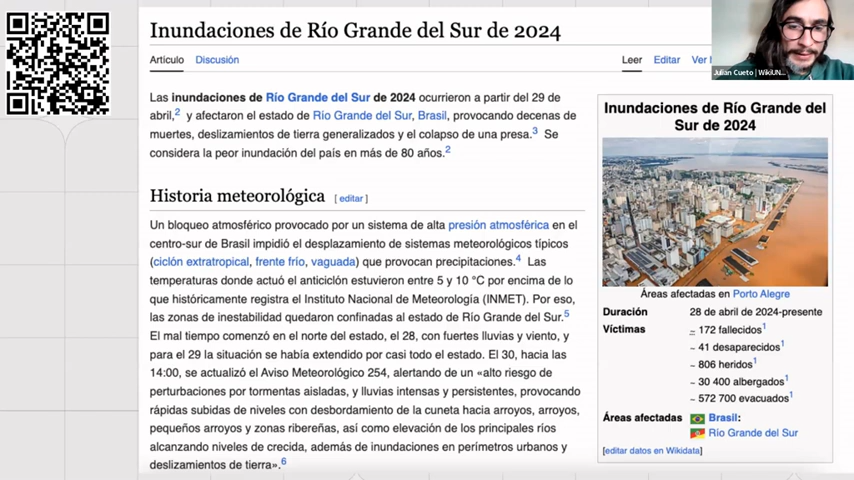 Inundaciones de Río Grande del Sur de 2024
Artículo Discusión Leer Editar Ver
Julián Cueto | WikiUN...
Las inundaciones de Río Grande del Sur de 2024 ocurrieron a partir del 29 de
abril,2 y afectaron el estado de Río Grande del Sur, Brasil, provocando decenas de
muertes, deslizamientos de tierra generalizados y el colapso de una presa.3 Se
considera la peor inundación del país en más de 80 años.2
Historia meteorológica [ editar ]
Un bloqueo atmosférico provocado por un sistema de alta presión atmosférica en el
centro-sur de Brasil impidió el desplazamiento de sistemas meteorológicos típicos
(ciclón extratropical, frente frío, vaguada) que provocan precipitaciones.4 Las
temperaturas donde actuó el anticiclón estuvieron entre 5 y 10 °C por encima de lo
que históricamente registra el Instituto Nacional de Meteorología (INMET). Por eso,
las zonas de inestabilidad quedaron confinadas al estado de Río Grande del Sur.5
El mal tiempo comenzó en el norte del estado, el 28, con fuertes lluvias y viento, y
para el 29 la situación se había extendido por casi todo el estado. El 30, hacia las
14:00, se actualizó el Aviso Meteorológico 254, alertando de un «alto riesgo de
perturbaciones por tormentas aisladas, y lluvias intensas y persistentes, provocando
rápidas subidas de niveles con desbordamiento de la cuneta hacia arroyos, arroyos,
pequeños arroyos y zonas ribereñas, así como elevación de los principales ríos
alcanzando niveles de crecida, además de inundaciones en perímetros urbanos y
deslizamientos de tierra».6
Inundaciones de Río Grande del
Sur de 2024
Áreas afectadas en Porto Alegre
Duración 28 de abril de 2024-presente
Víctimas ~ 172 fallecidos1
~ 41 desaparecidos1
~ 806 heridos1
~ 30 400 albergados1
~ 572 700 evacuados1
Áreas afectadas Brasil:
Río Grande del Sur
[editar datos en Wikidata]